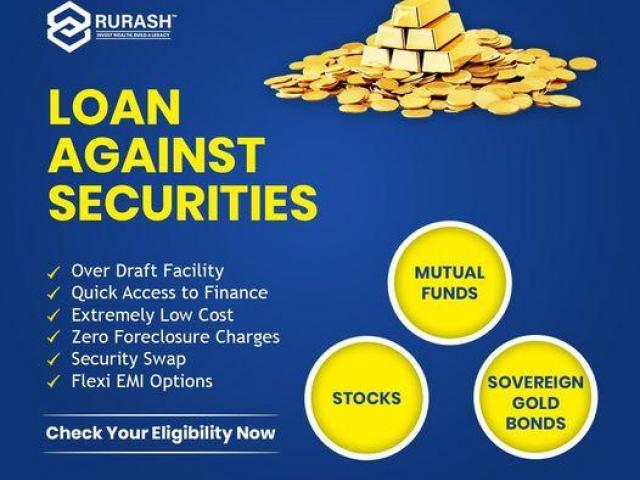 RURASH™
INVEST WEALTH, BUILD A LEGACY
LOAN
AGAINST
SECURITIES
✓ Over Draft Facility
✓ Quick Access to Finance
✓ Extremely Low Cost
✓ Zero Foreclosure Charges
✓ Security Swap
✓ Flexi EMI Options
Check Your Eligibility Now
MUTUAL
FUNDS
STOCKS
SOVEREIGN
GOLD
BONDS